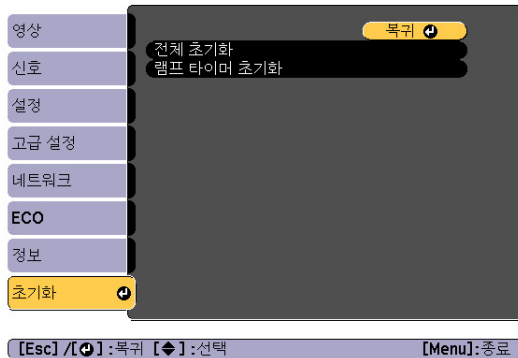 영상
신호
설정
고급 설정
네트워크
ECO
정보
초기화
복귀
전체 초기화
램프 타이머 초기화
[Esc] /[⏎] :복귀 [◆] :선택 [Menu]:종료